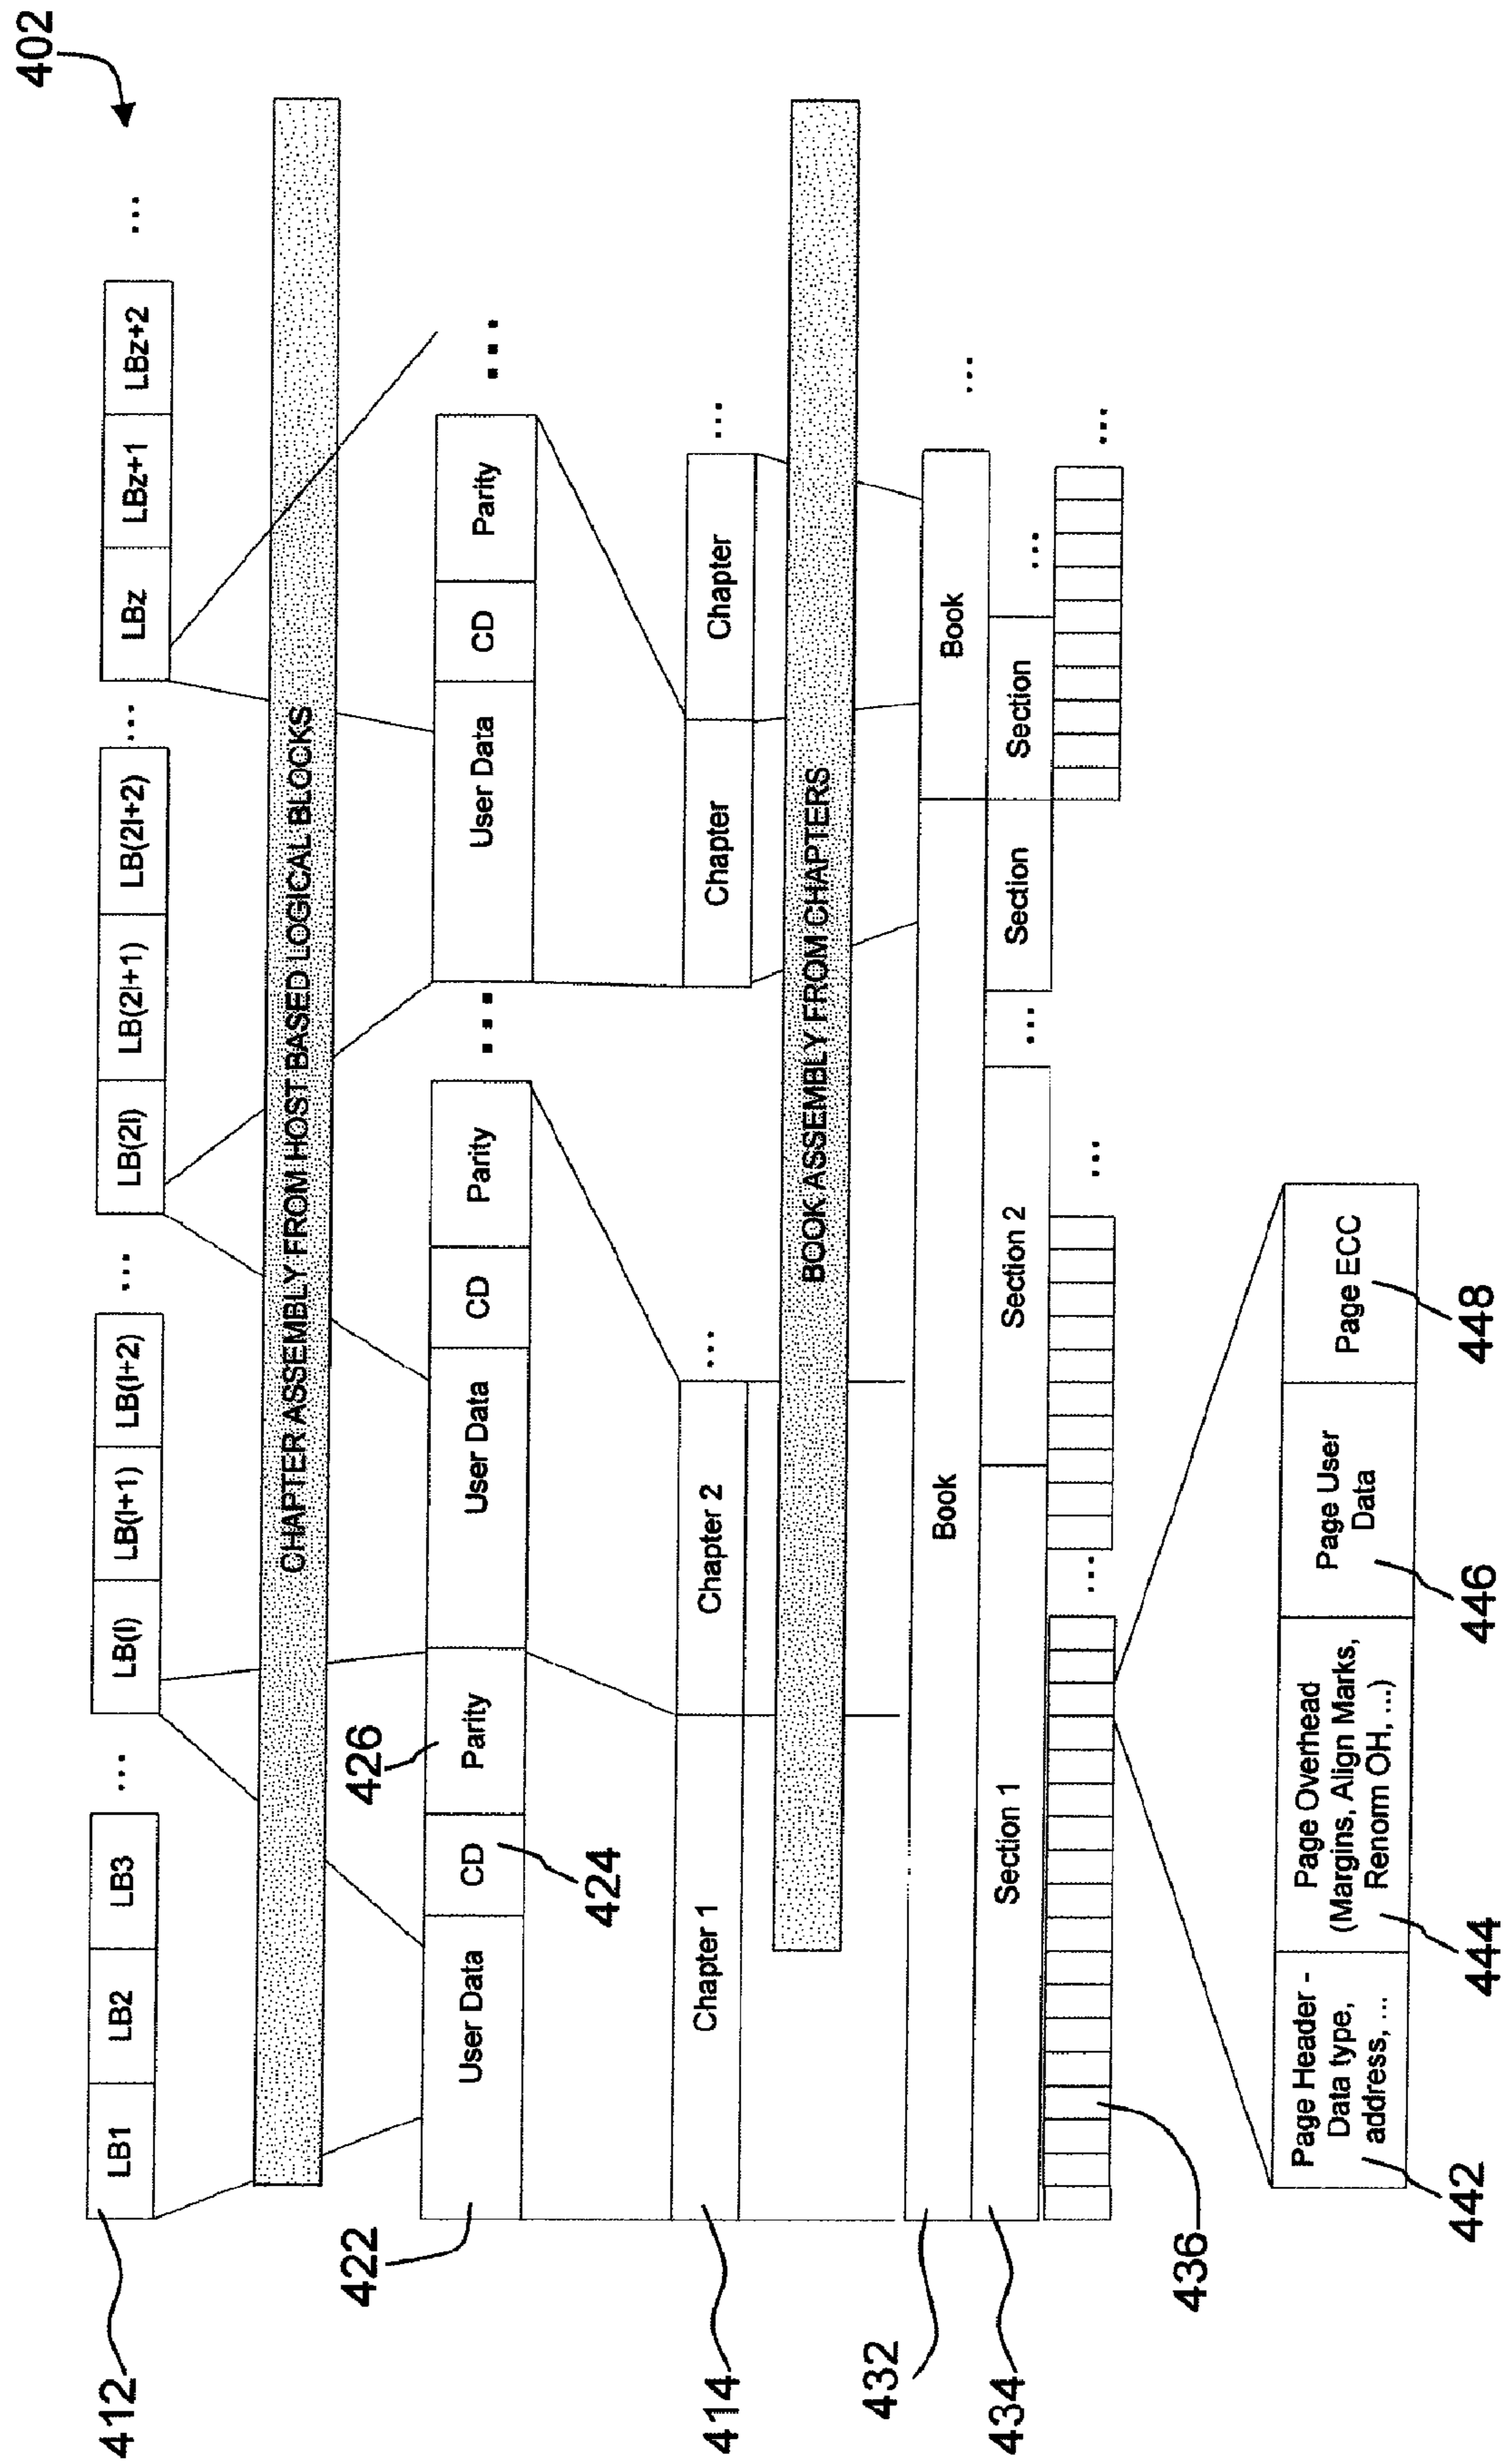 402
412
LB1 LB2 LB3 ... LB(I) LB(I+1) LB(I+2) ... LB(2I) LB(2I+1) LB(2I+2) ... LBz LBz+1 LBz+2 ...
CHAPTER ASSEMBLY FROM HOST BASED LOGICAL BLOCKS
422
User Data CD Parity User Data CD Parity ... User Data CD Parity ...
424
426
414
Chapter 1 Chapter 2 ... Chapter Chapter ...
BOOK ASSEMBLY FROM CHAPTERS
432
Book Book ...
434
Section 1 Section 2 ... Section Section ...
436
... ... ...
Page Header -
Data type,
address, ...
Page Overhead
(Margins, Align Marks,
Renorm OH, ...)
Page User
Data
Page ECC
442
444
446
448